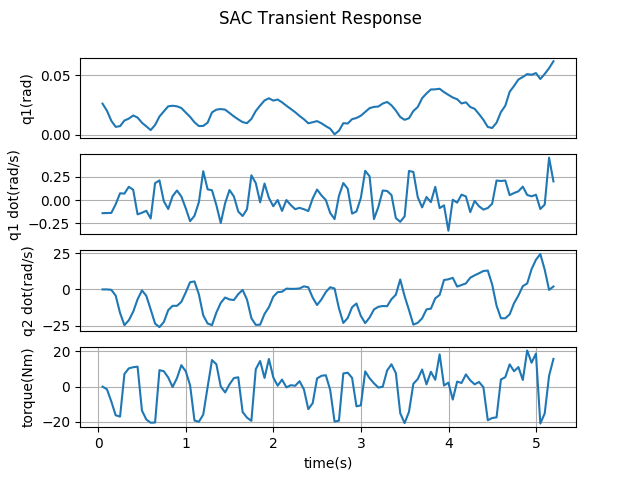 SAC Transient Response
q1(rad)
0.05
0.00
q1 dot(rad/s)
0.25
0.00
−0.25
q2 dot(rad/s)
25
0
−25
torque(Nm)
20
0
−20
0 1 2 3 4 5
time(s)